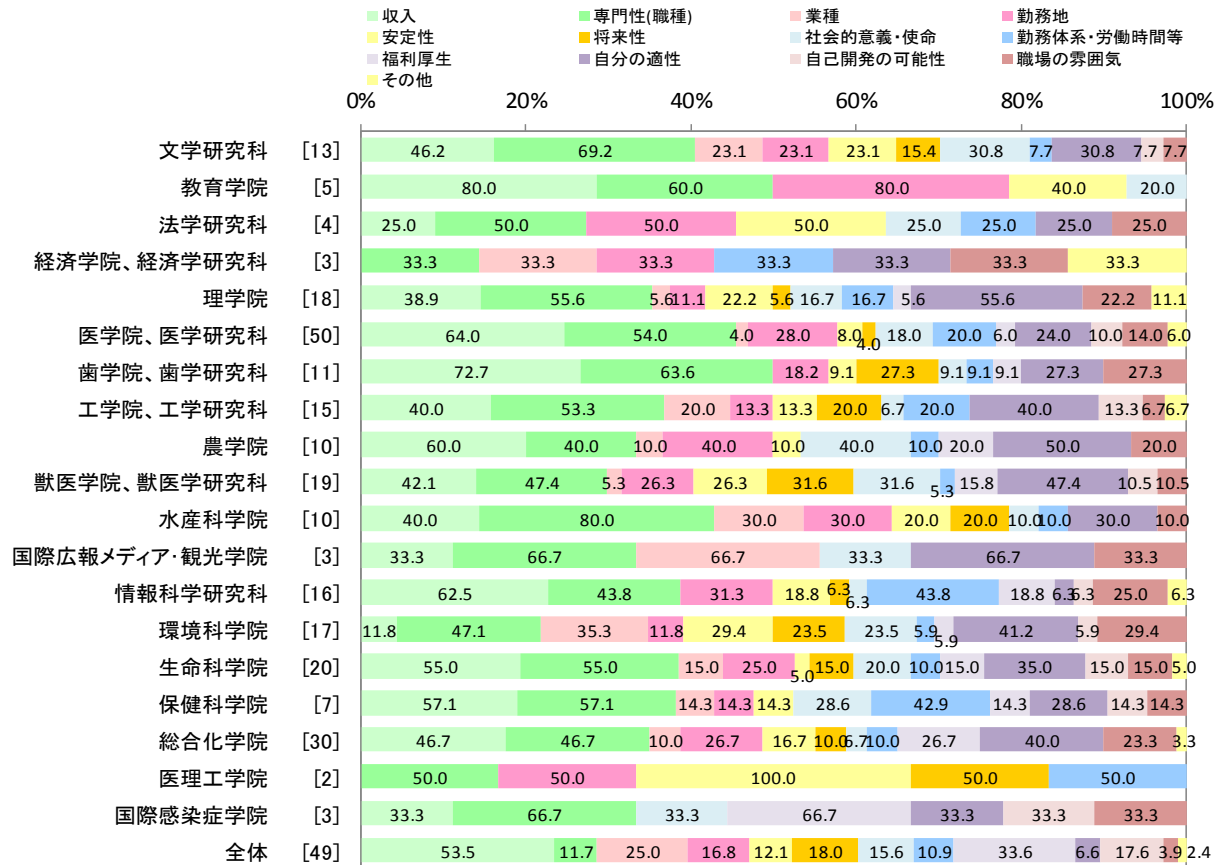 収入 専門性(職種) 業種 勤務地
安定性 将来性 社会的意義・使命 勤務体系・労働時間等
福利厚生 自分の適性 自己開発の可能性 職場の雰囲気
その他
0% 20% 40% 60% 80% 100%
文学研究科 [13] 46.2 69.2 23.1 23.1 23.1 15.4 30.8 7.7 30.8 7.7 7.7
教育学院 [5] 80.0 60.0 80.0 40.0 20.0
法学研究科 [4] 25.0 50.0 50.0 50.0 25.0 25.0 25.0 25.0
経済学院、経済学研究科 [3] 33.3 33.3 33.3 33.3 33.3 33.3 33.3
理学院 [18] 38.9 55.6 5.6 11.1 22.2 5.6 16.7 16.7 5.6 55.6 22.2 11.1
医学院、医学研究科 [50] 64.0 54.0 4.0 28.0 8.0 4.0 18.0 20.0 6.0 24.0 10.0 14.0 6.0
歯学院、歯学研究科 [11] 72.7 63.6 18.2 9.1 27.3 9.1 9.1 9.1 27.3 27.3
工学院、工学研究科 [15] 40.0 53.3 20.0 13.3 13.3 20.0 6.7 20.0 40.0 13.3 6.7 6.7
農学院 [10] 60.0 40.0 10.0 40.0 10.0 40.0 10.0 20.0 50.0 20.0
獣医学院、獣医学研究科 [19] 42.1 47.4 5.3 26.3 26.3 31.6 31.6 5.3 15.8 47.4 10.5 10.5
水産科学院 [10] 40.0 80.0 30.0 30.0 20.0 20.0 10.0 10.0 30.0 10.0
国際広報メディア・観光学院 [3] 33.3 66.7 66.7 33.3 66.7 33.3
情報科学研究科 [16] 62.5 43.8 31.3 18.8 6.3 6.3 43.8 18.8 6.3 6.3 25.0 6.3
環境科学院 [17] 11.8 47.1 35.3 11.8 29.4 23.5 23.5 5.9 5.9 41.2 5.9 29.4
生命科学院 [20] 55.0 55.0 15.0 25.0 5.0 15.0 20.0 10.0 15.0 35.0 15.0 15.0 5.0
保健科学院 [7] 57.1 57.1 14.3 14.3 14.3 28.6 42.9 14.3 28.6 14.3 14.3
総合化学院 [30] 46.7 46.7 10.0 26.7 16.7 10.0 6.7 10.0 26.7 40.0 23.3 3.3
医理工学院 [2] 50.0 50.0 100.0 50.0 50.0
国際感染症学院 [3] 33.3 66.7 33.3 66.7 33.3 33.3 33.3
全体 [49] 53.5 11.7 25.0 16.8 12.1 18.0 15.6 10.9 33.6 6.6 17.6 3.9 2.4